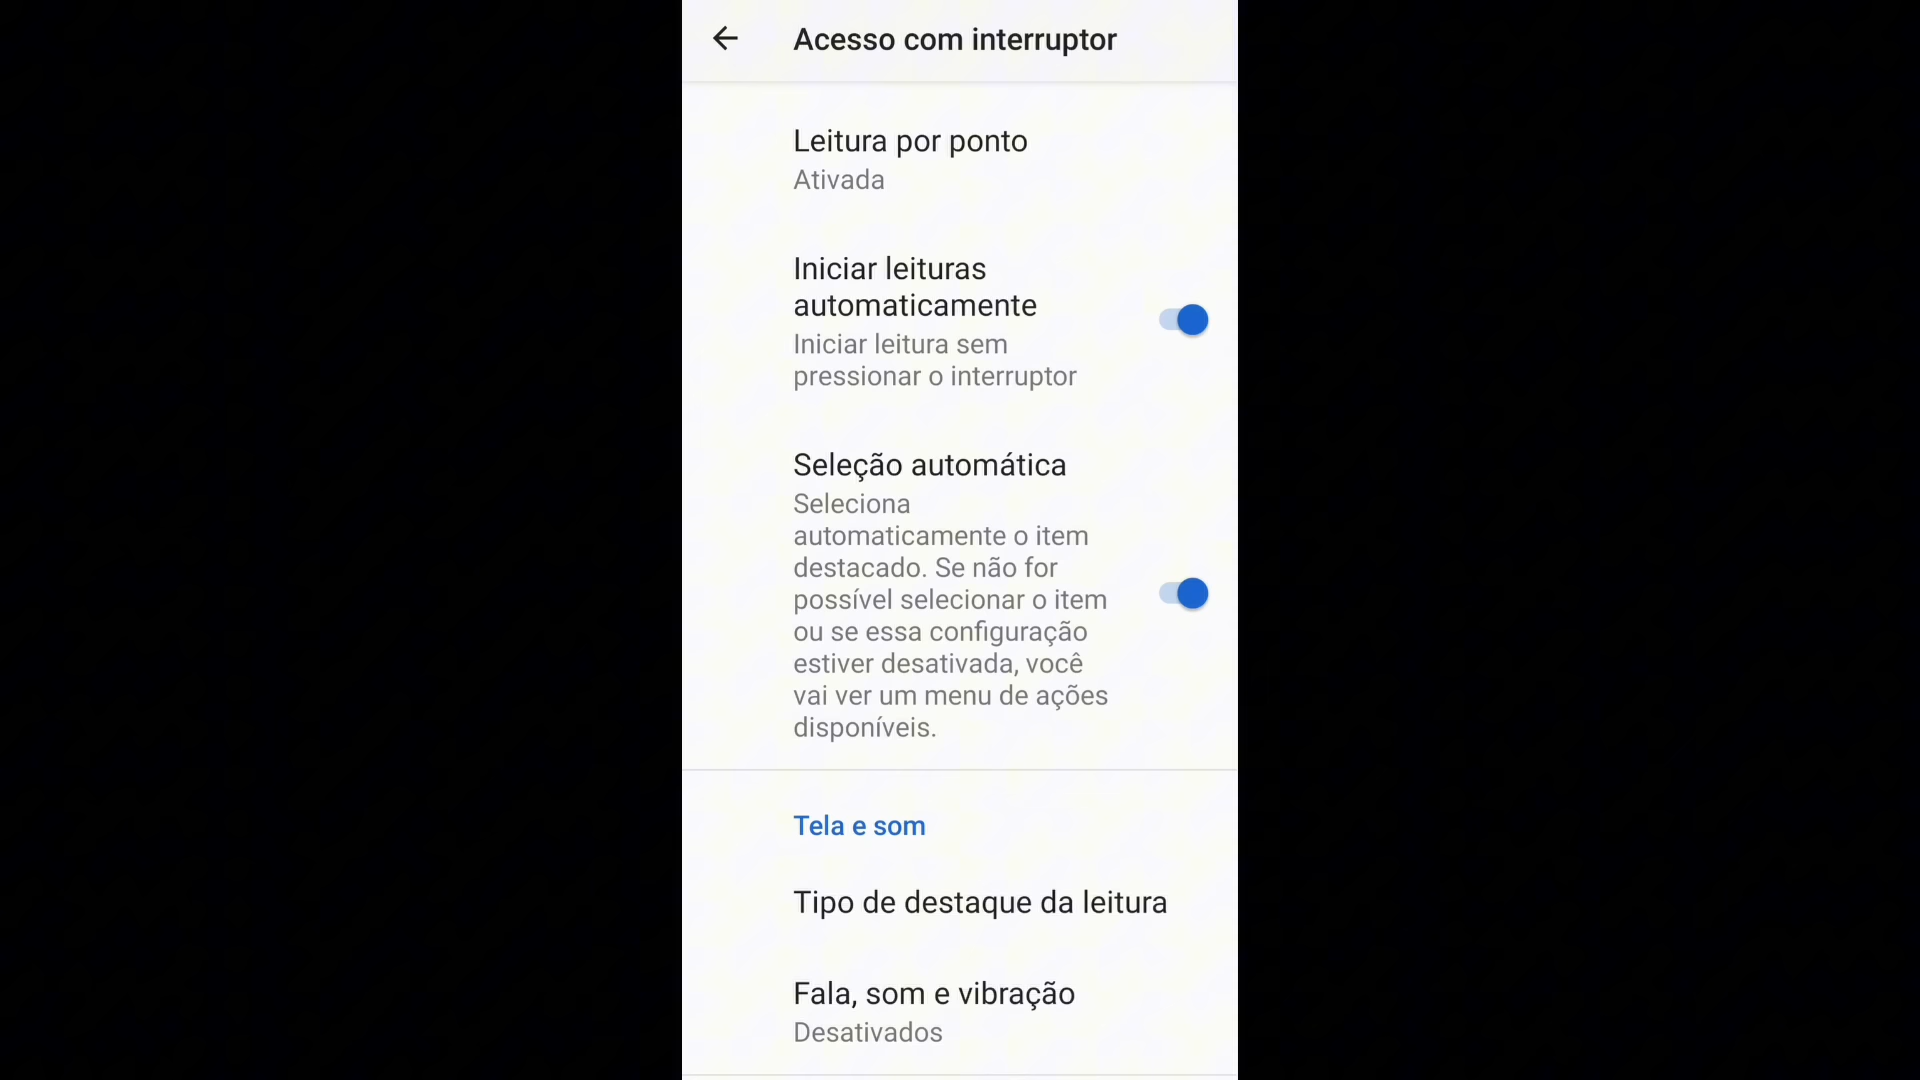 Acesso com interruptor
Leitura por ponto
Ativada
Iniciar leituras
automaticamente
Iniciar leitura sem
pressionar o interruptor
Seleção automática
Seleciona
automaticamente o item
destacado. Se não for
possível selecionar o item
ou se essa configuração
estiver desativada, você
vai ver um menu de ações
disponíveis.
Tela e som
Tipo de destaque da leitura
Fala, som e vibração
Desativados